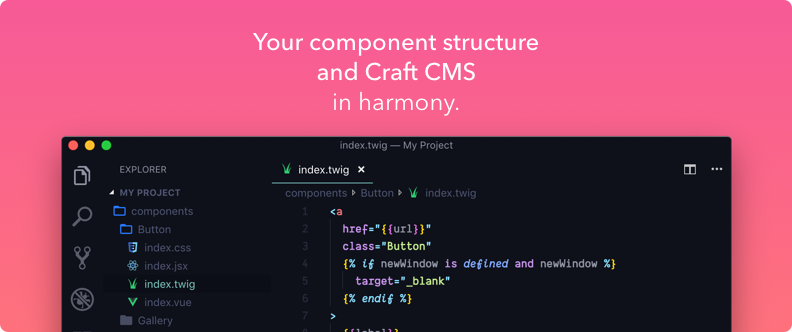 Your component structure
and Craft CMS
in harmony.
index.twig — My Project
EXPLORER
MY PROJECT
components
Button
index.css
index.jsx
index.twig
index.vue
Gallery
index.twig ×
components Button index.twig
1 <a
2 href="{{url}}"
3 class="Button"
4 {% if newWindow is defined and newWindow %}
5 target="_blank"
6 {% endif %}
7 >
{{label}}